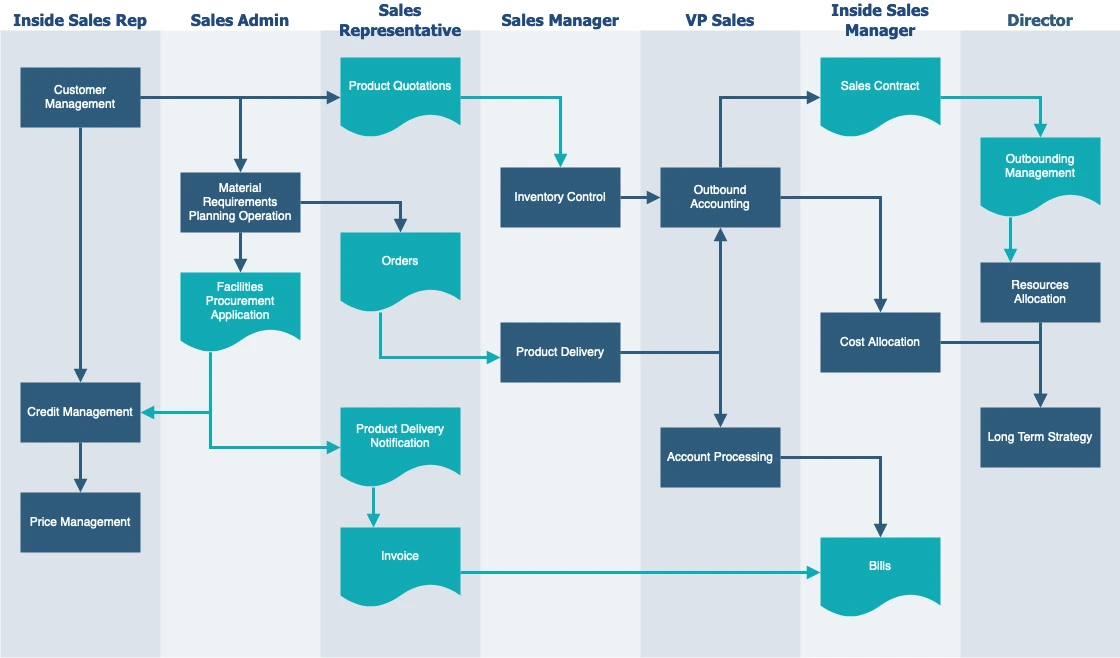 Inside Sales Rep
Sales Admin
Sales
Representative
Sales Manager
VP Sales
Inside Sales
Manager
Director
Customer
Management
Product Quotations
Sales Contract
Outbounding
Management
Material
Requirements
Planning Operation
Inventory Control
Outbound
Accounting
Orders
Facilities
Procurement
Application
Resources
Allocation
Product Delivery
Cost Allocation
Credit Management
Product Delivery
Notification
Account Processing
Long Term Strategy
Price Management
Invoice
Bills